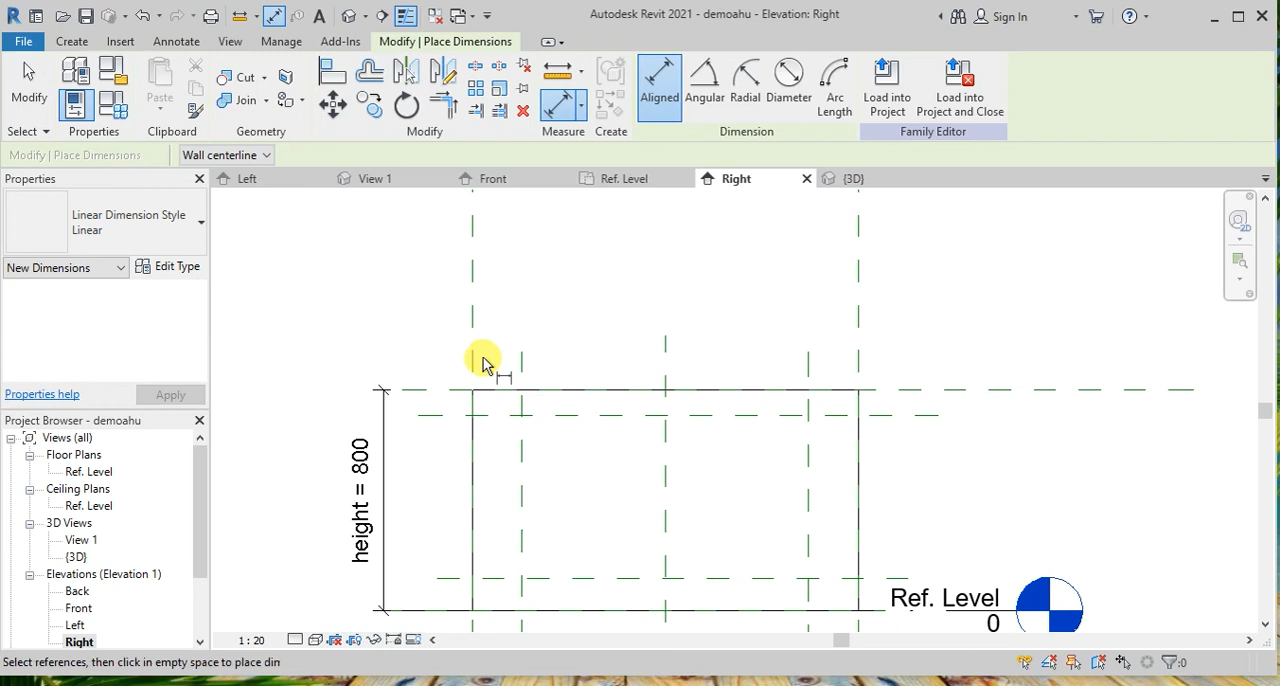 Autodesk Revit 2021 - demoahu - Elevation: Right
Sign In
File Create Insert Annotate View Manage Add-Ins Modify | Place Dimensions
Modify
Paste
Cut
Join
Aligned Angular Radial Diameter Arc Length
Load into Project
Load into Project and Close
Select Properties Clipboard Geometry Modify Measure Create Dimension Family Editor
Modify | Place Dimensions Wall centerline
Properties
Left View 1 Front Ref. Level Right {3D}
Linear Dimension Style
Linear
New Dimensions Edit Type
Properties help Apply
Project Browser - demoahu
Views (all)
Floor Plans
Ref. Level
Ceiling Plans
Ref. Level
3D Views
View 1
{3D}
Elevations (Elevation 1)
Back
Front
Left
Right
height = 800
Ref. Level
0
1 : 20
Select references, then click in empty space to place dim
:0
2D